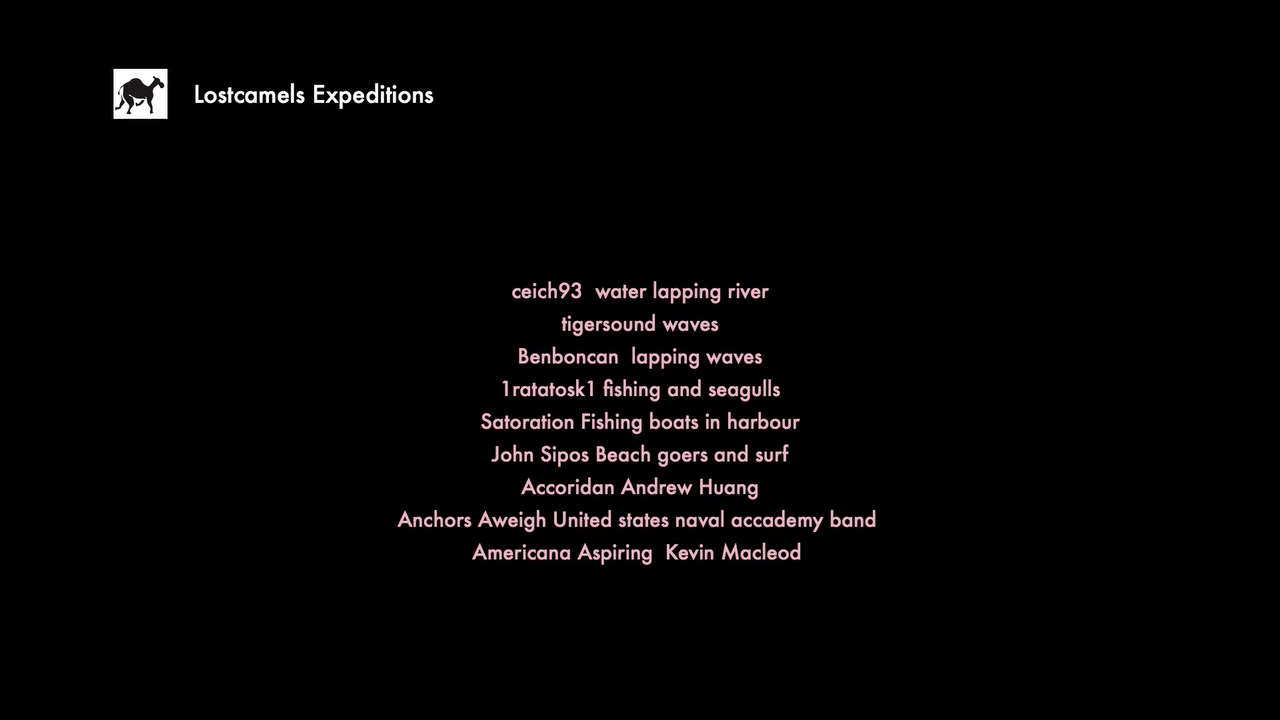 Lostcamels Expeditions
ceich93  water lapping river
tigersound waves
Benboncan  lapping waves
1ratatosk1 fishing and seagulls
Satoration Fishing boats in harbour
John Sipos Beach goers and surf
Accoridan Andrew Huang
Anchors Aweigh United states naval accademy band
Americana Aspiring  Kevin Macleod